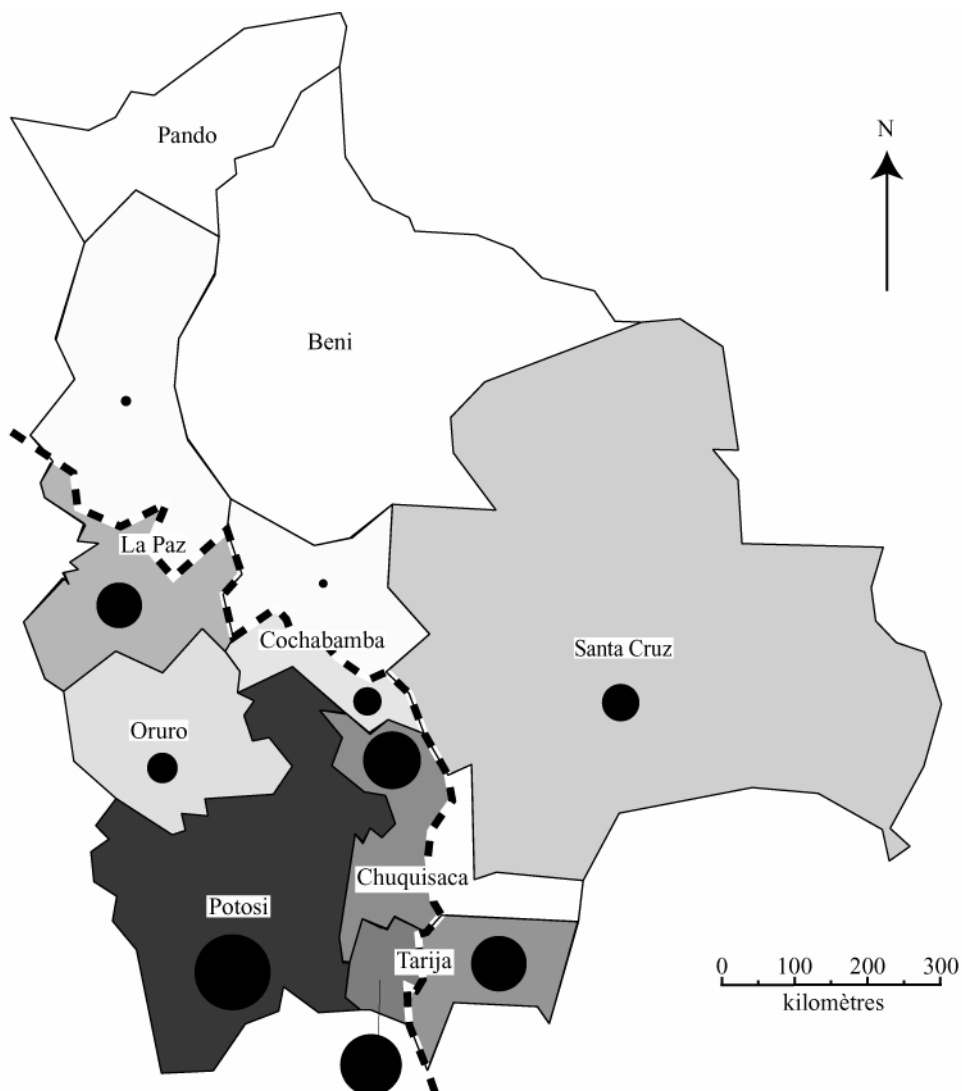 Pando
N
Beni
La Paz
Cochabamba
Santa Cruz
Oruro
Chuquisaca
Potosi
Tarija
0 100 200 300
kilomètres